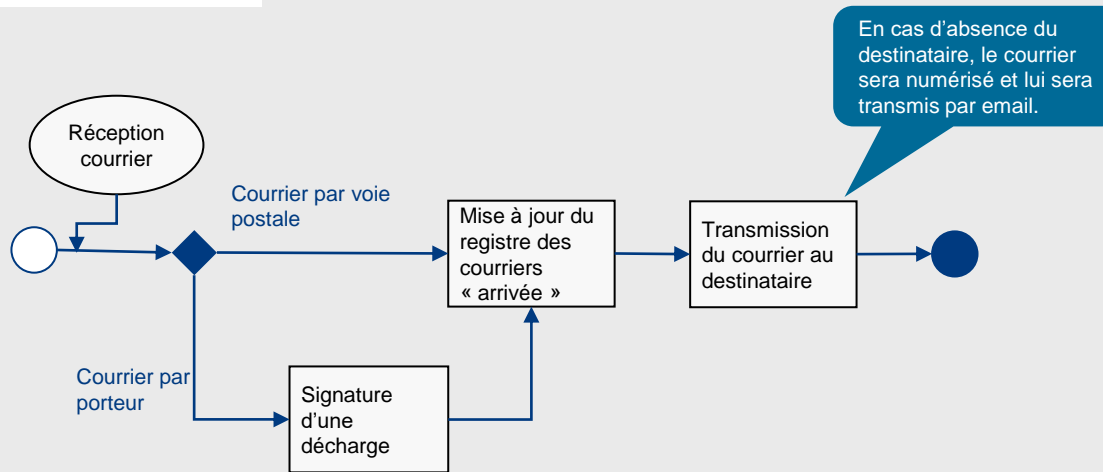 En cas d'absence du
destinataire, le courrier
sera numérisé et lui sera
transmis par email.
Réception
courrier
Courrier par voie
postale
Mise à jour du
registre des
courriers
« arrivée »
Transmission
du courrier au
destinataire
Courrier par
porteur
Signature
d'une
décharge